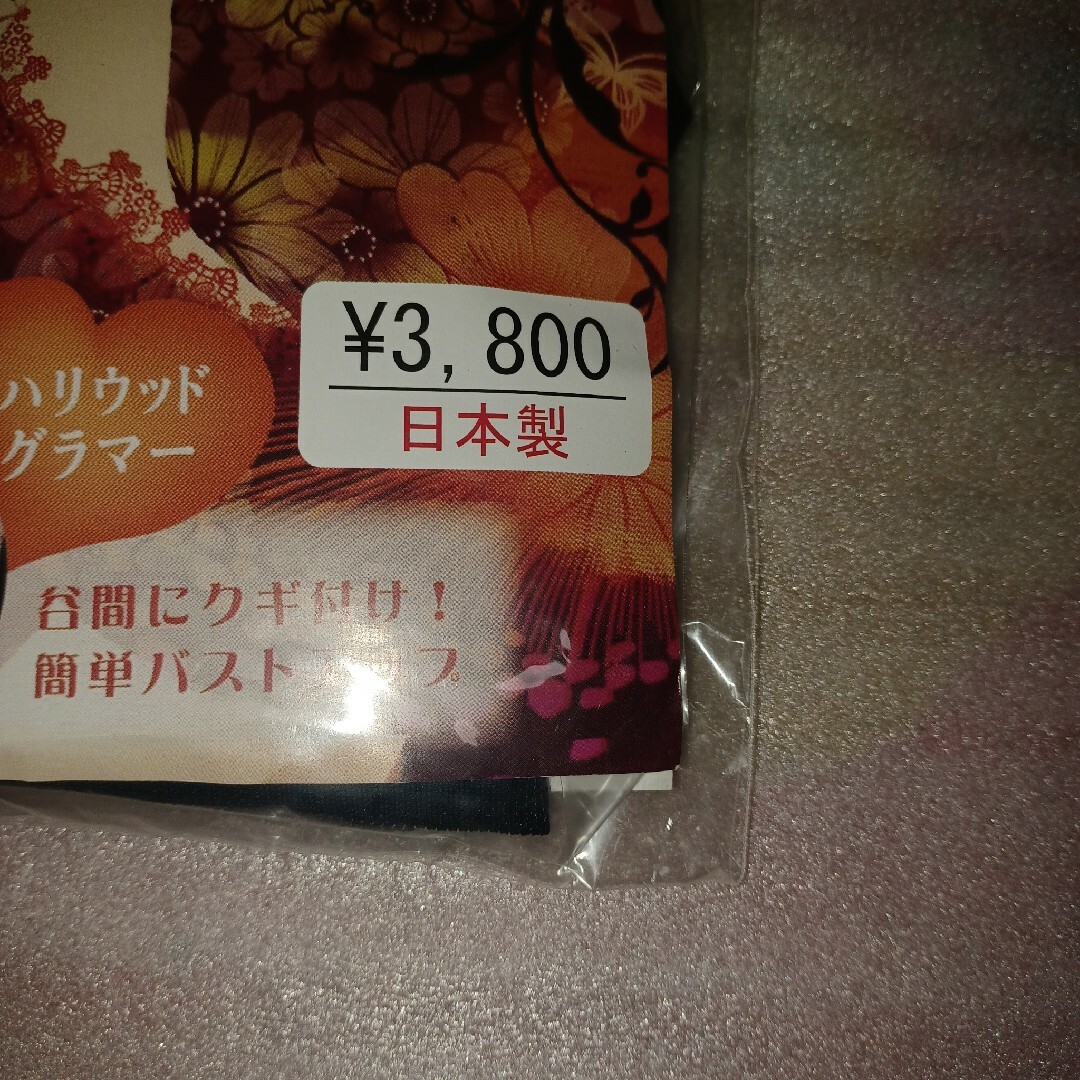 ¥3,800
日本製
ハリウッド
グラマー
谷間にクギ付け!
簡単バストアップ